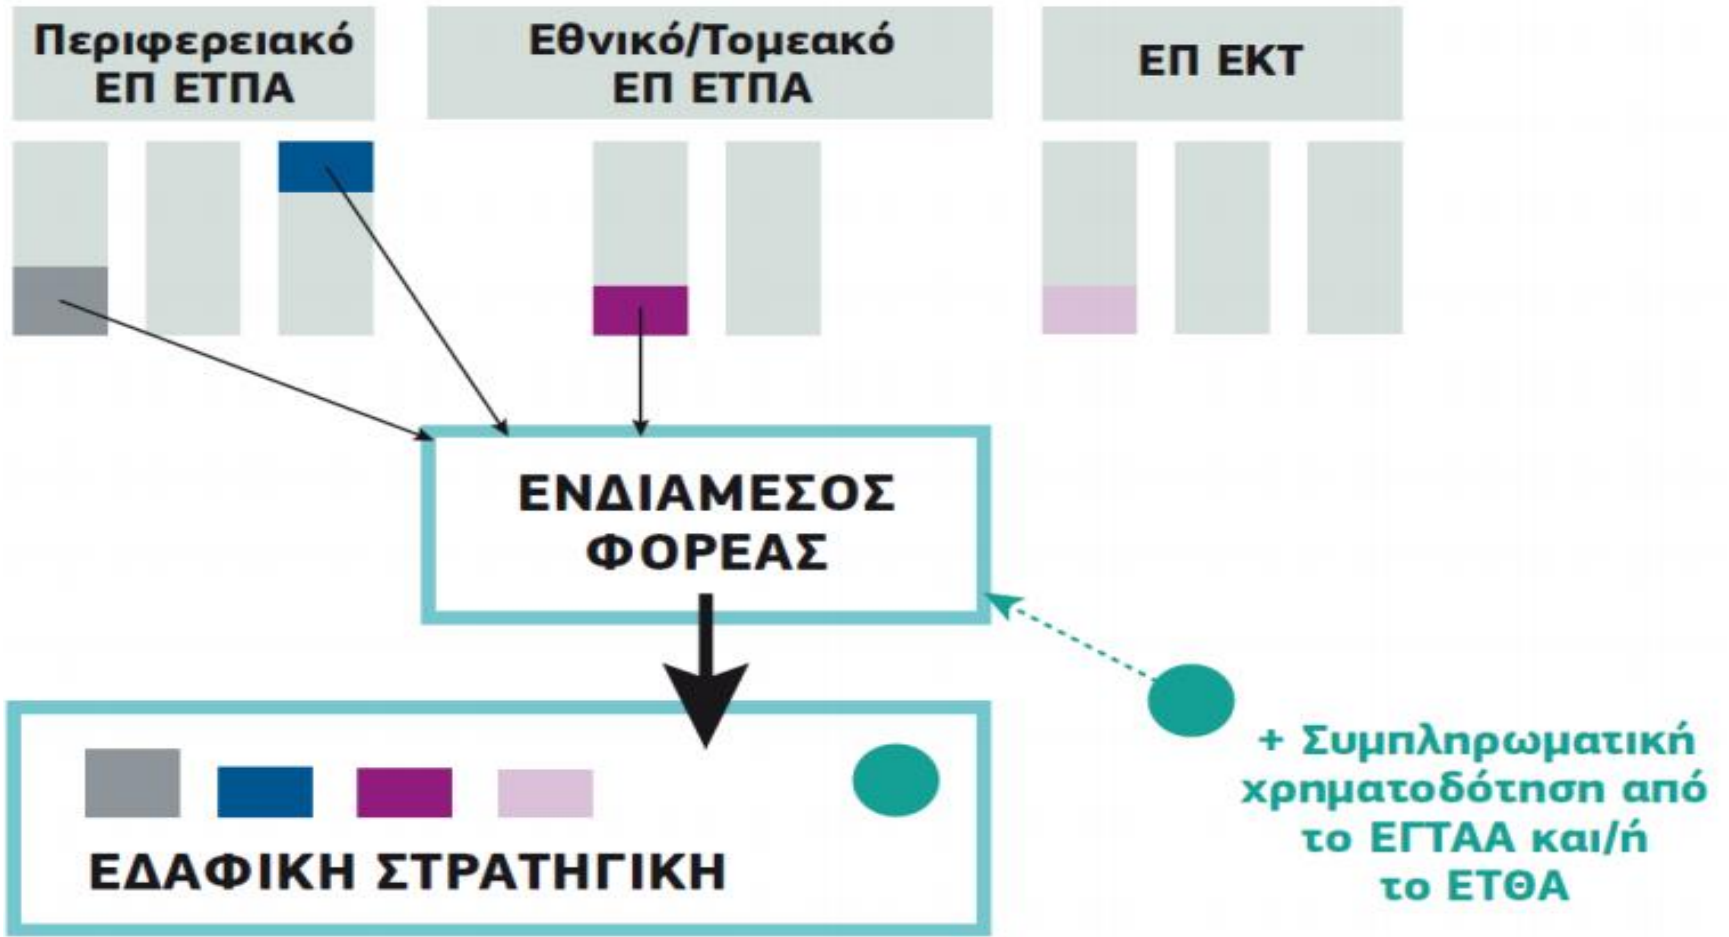 Περιφερειακό
ΕΠ ΕΤΠΑ
Εθνικό/Τομεακό
ΕΠ ΕΤΠΑ
ΕΠ ΕΚΤ
ΕΝΔΙΑΜΕΣΟΣ
ΦΟΡΕΑΣ
+ Συμπληρωματική
χρηματοδότηση από
το ΕΓΤΑΑ και/ή
το ΕΤΘΑ
ΕΔΑΦΙΚΗ ΣΤΡΑΤΗΓΙΚΗ